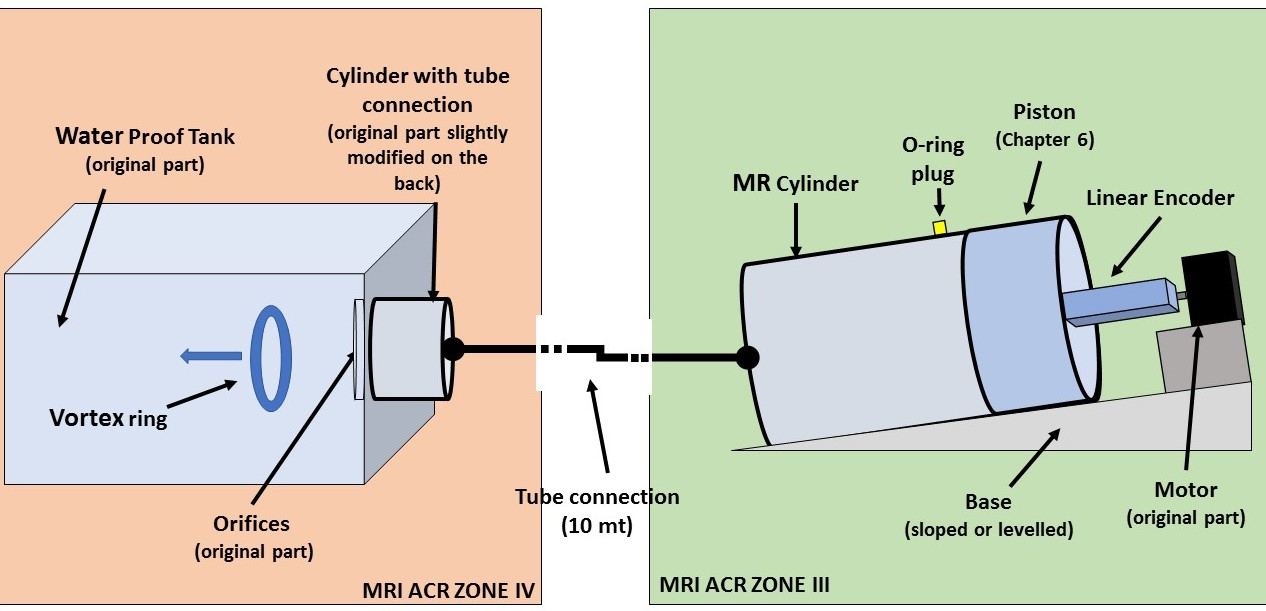 Cylinder with tube
connection
(original part slightly
modified on the
back)
Water Proof Tank
(original part)
Vortex ring
Orifices
(original part)
MRI ACR ZONE IV
Tube connection
(10 mt)
Piston
(Chapter 6)
O-ring
plug
MR Cylinder
Linear Encoder
Base
(sloped or levelled)
Motor
(original part)
MRI ACR ZONE III